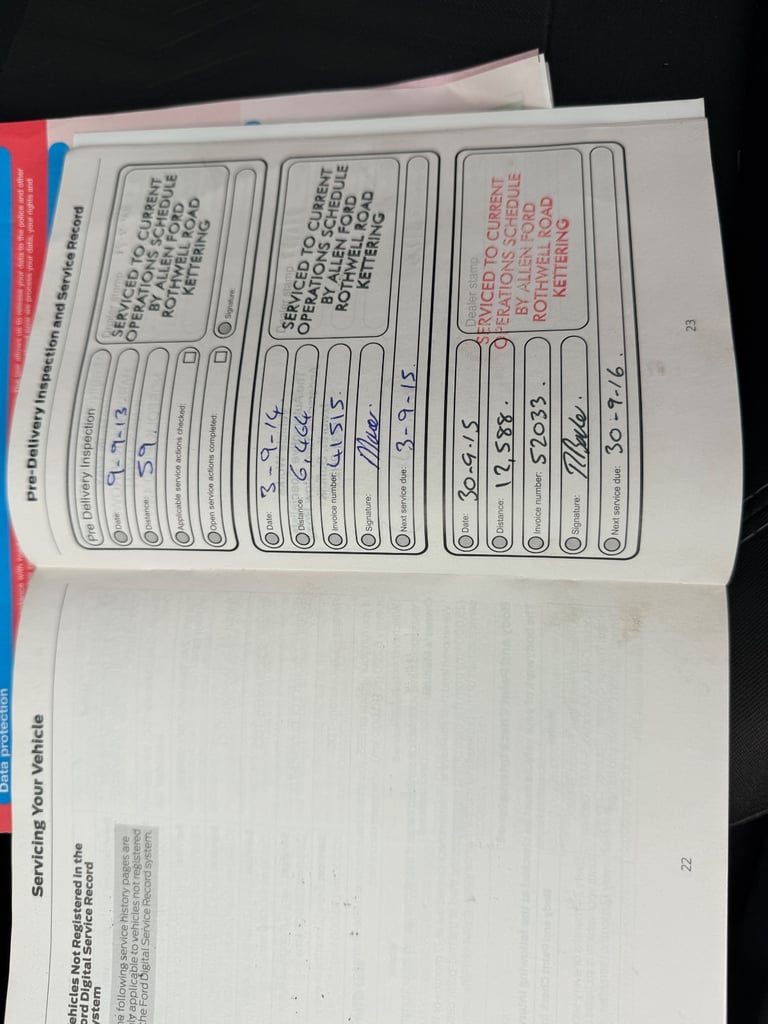 Data protection
Servicing Your Vehicle
ehicles Not Registered in the
ord Digital Service Record
ystem
he following service history pages are
ly applicable to vehicles not registered
the Ford Digital Service Record system.
22
Pre-Delivery Inspection and Service Record
Pre Delivery Inspection
Date: 9-9-13
Distance: 59.
Applicable service actions checked:
Open service actions completed:
Dealer stamp
SERVICED TO CURRENT
OPERATIONS SCHEDULE
BY ALLEN FORD
ROTHWELL ROAD
KETTERING
Signature:
Date: 3-9-14
Distance: 6,464
Invoice number: 41515.
Signature:
Next service due: 3-9-15.
Dealer stamp
SERVICED TO CURRENT
OPERATIONS SCHEDULE
BY ALLEN FORD
ROTHWELL ROAD
KETTERING
Date: 30-9-15
Distance: 12,588.
Invoice number: 52033.
Signature:
Next service due: 30-9-16.
Dealer stamp
SERVICED TO CURRENT
OPERATIONS SCHEDULE
BY ALLEN FORD
ROTHWELL ROAD
KETTERING
23